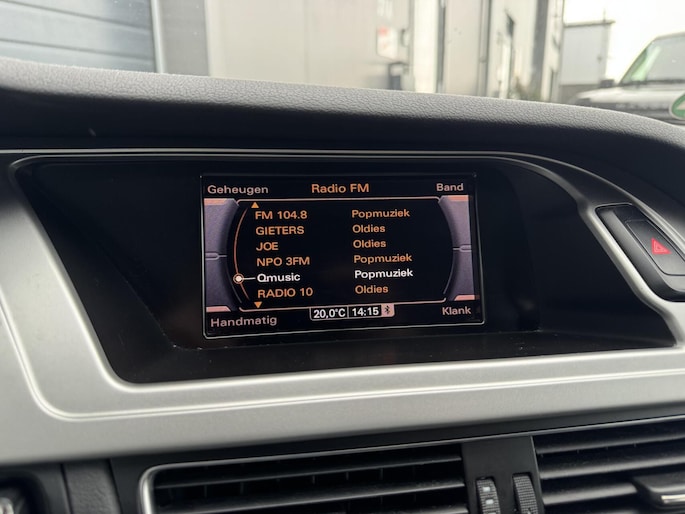 Geheugen Radio FM Band
FM 104.8 Popmuziek
GIETERS Oldies
JOE Oldies
NPO 3FM Popmuziek
Qmusic Popmuziek
RADIO 10 Oldies
Handmatig 20,0°C 14:15 Klank